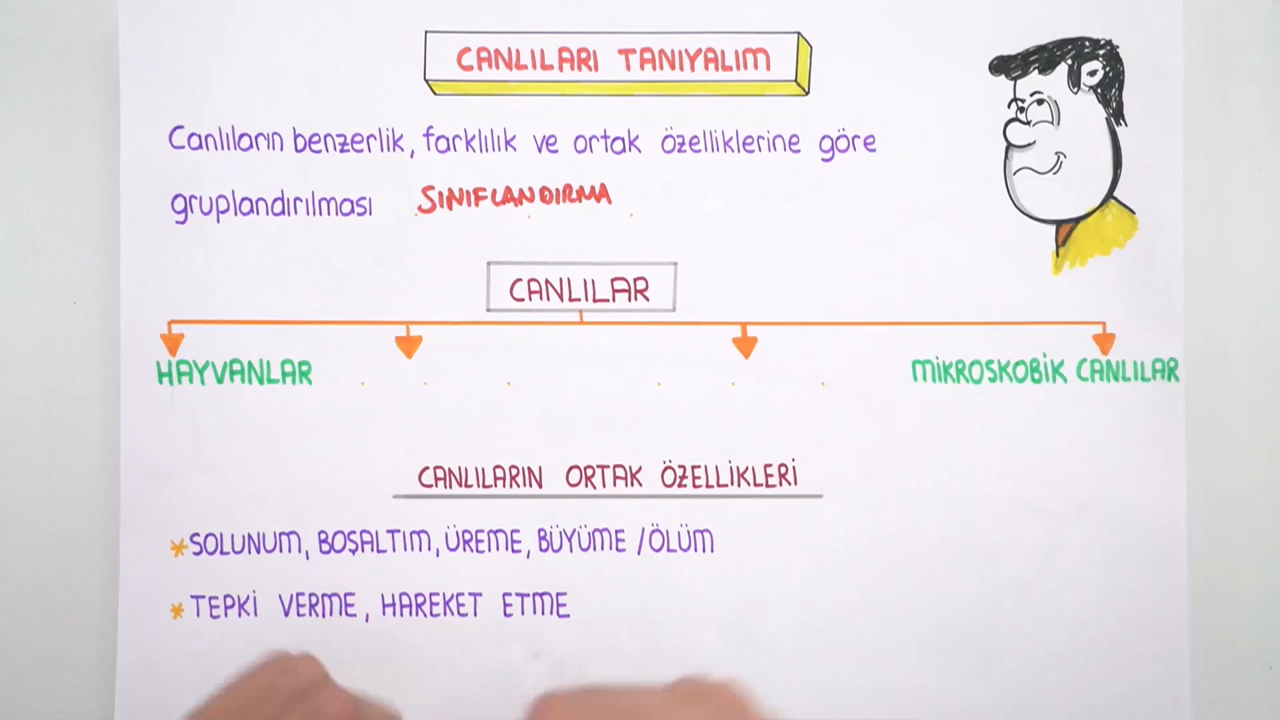 CANLILARI TANIYALIM
Canlıların benzerlik, farklılık ve ortak özelliklerine göre
gruplandırılması SINIFLANDIRMA
CANLILAR
HAYVANLAR MİKROSKOBİK CANLILAR
CANLILARIN ORTAK ÖZELLİKLERİ
* SOLUNUM, BOŞALTIM, ÜREME, BÜYÜME / ÖLÜM
* TEPKİ VERME, HAREKET ETME